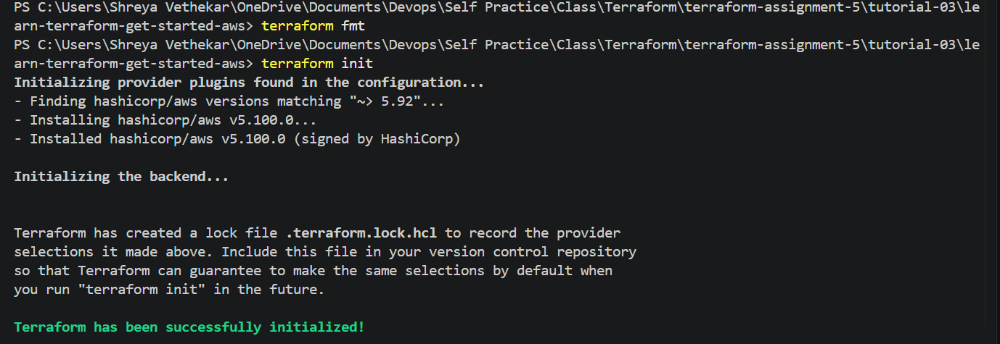 PS C:\Users\Shreya Vethekar\OneDrive\Documents\Devops\Self Practice\Class\Terraform\terraform-assignment-5\tutorial-03\le
arn-terraform-get-started-aws> terraform fmt
PS C:\Users\Shreya Vethekar\OneDrive\Documents\Devops\Self Practice\Class\Terraform\terraform-assignment-5\tutorial-03\le
arn-terraform-get-started-aws> terraform init
Initializing provider plugins found in the configuration...
- Finding hashicorp/aws versions matching "~> 5.92"...
- Installing hashicorp/aws v5.100.0...
- Installed hashicorp/aws v5.100.0 (signed by HashiCorp)
Initializing the backend...
Terraform has created a lock file .terraform.lock.hcl to record the provider
selections it made above. Include this file in your version control repository
so that Terraform can guarantee to make the same selections by default when
you run "terraform init" in the future.
Terraform has been successfully initialized!